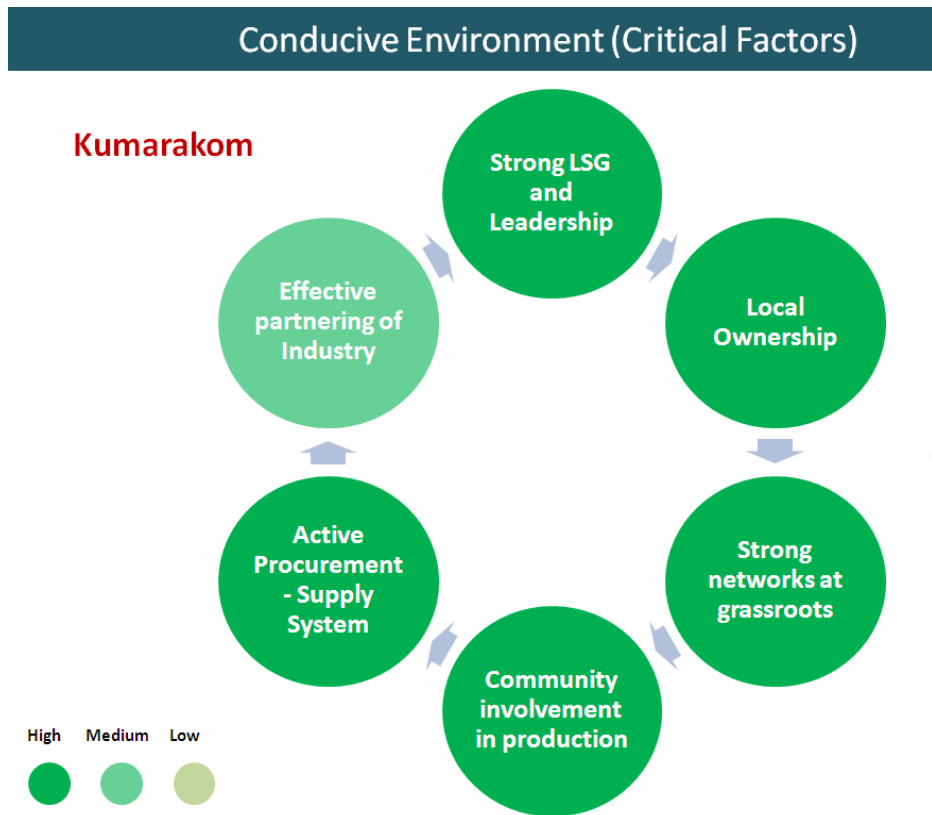 Conducive Environment (Critical Factors)
Kumarakom
Strong LSG
and
Leadership
Local
Ownership
Strong
networks at
grassroots
Community
involvement
in production
Active
Procurement
- Supply
System
Effective
partnering of
Industry
High Medium Low